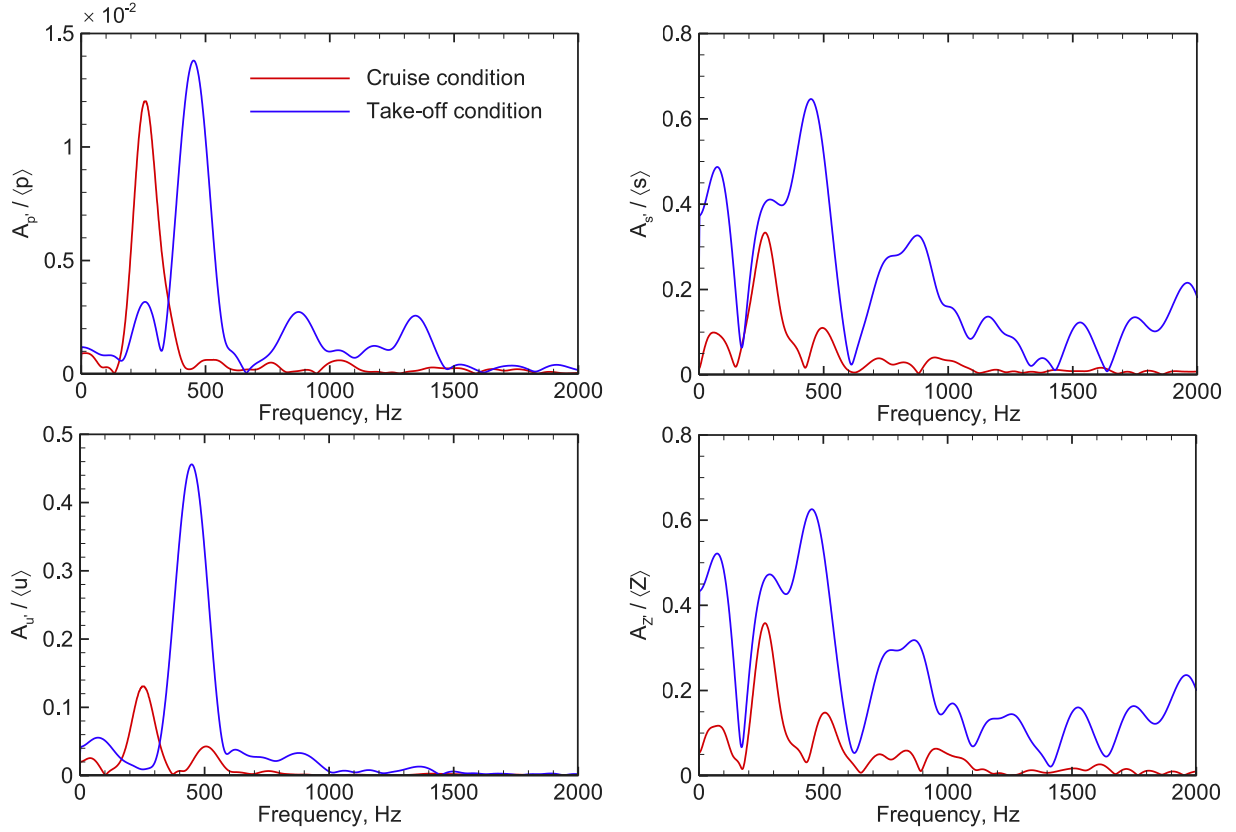 × 10⁻²
1.5
1
0.5
0
Aₚ' / ⟨p⟩
Cruise condition
Take-off condition
0 500 1000 1500 2000
Frequency, Hz
0.8
0.6
0.4
0.2
0
Aₛ' / ⟨s⟩
0 500 1000 1500 2000
Frequency, Hz
0.5
0.4
0.3
0.2
0.1
0
Aᵤ' / ⟨u⟩
0 500 1000 1500 2000
Frequency, Hz
0.8
0.6
0.4
0.2
0
A_Z' / ⟨Z⟩
0 500 1000 1500 2000
Frequency, Hz